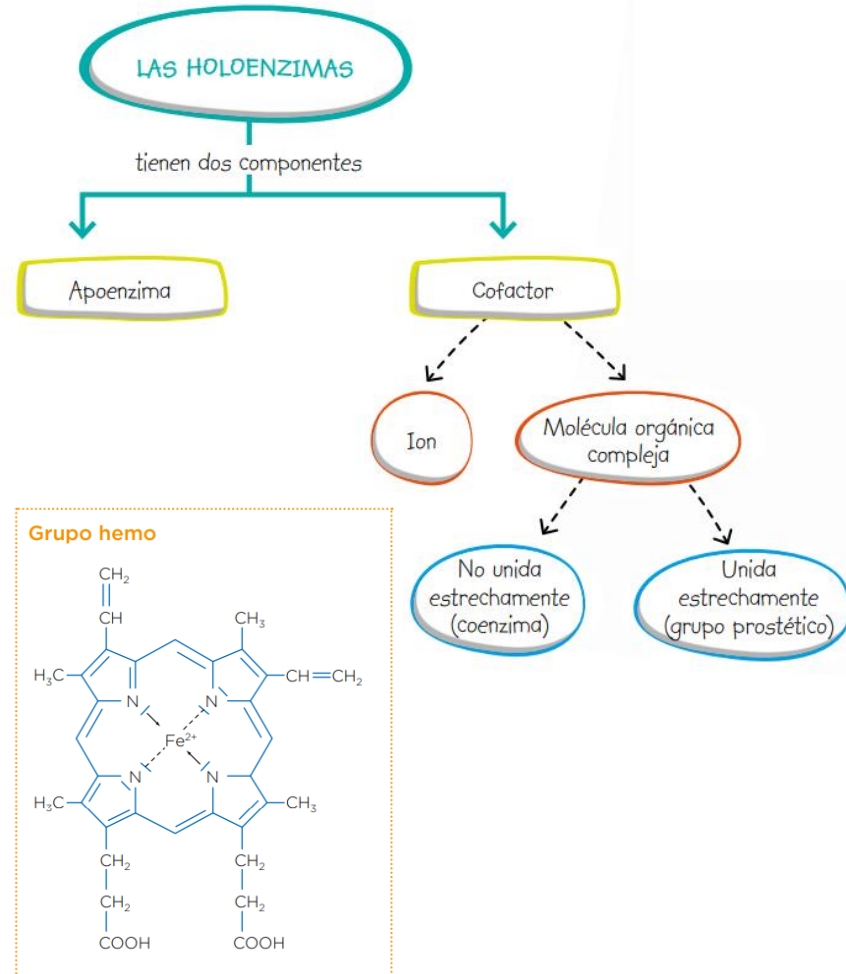 LAS HOLOENZIMAS
tienen dos componentes
Apoenzima
Cofactor
Ion
Molécula orgánica
compleja
No unida
estrechamente
(coenzima)
Unida
estrechamente
(grupo prostético)
Grupo hemo
CH₂
CH
CH₃
H₃C
CH=CH₂
N
N
Fe²⁺
N
N
H₃C
CH₃
CH₂
CH₂
CH₂
CH₂
COOH
COOH